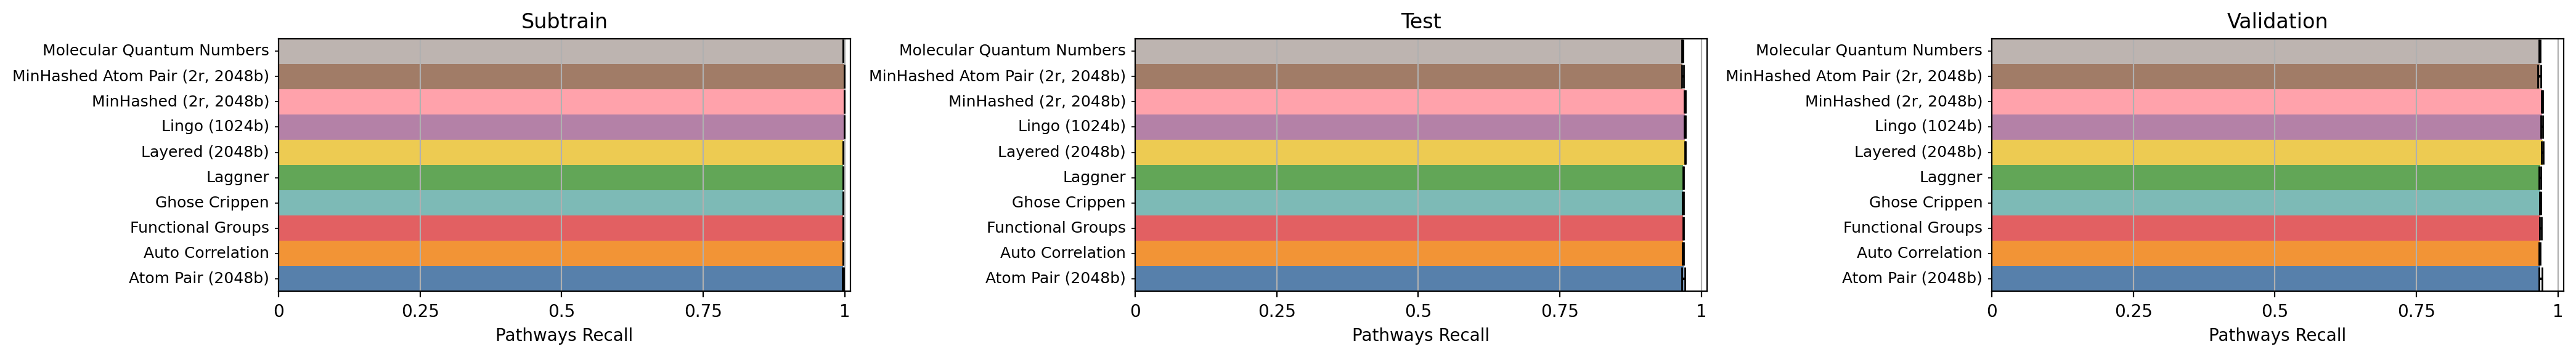 Subtrain
Molecular Quantum Numbers
MinHashed Atom Pair (2r, 2048b)
MinHashed (2r, 2048b)
Lingo (1024b)
Layered (2048b)
Laggner
Ghose Crippen
Functional Groups
Auto Correlation
Atom Pair (2048b)
0 0.25 0.5 0.75 1
Pathways Recall
Test
Molecular Quantum Numbers
MinHashed Atom Pair (2r, 2048b)
MinHashed (2r, 2048b)
Lingo (1024b)
Layered (2048b)
Laggner
Ghose Crippen
Functional Groups
Auto Correlation
Atom Pair (2048b)
0 0.25 0.5 0.75 1
Pathways Recall
Validation
Molecular Quantum Numbers
MinHashed Atom Pair (2r, 2048b)
MinHashed (2r, 2048b)
Lingo (1024b)
Layered (2048b)
Laggner
Ghose Crippen
Functional Groups
Auto Correlation
Atom Pair (2048b)
0 0.25 0.5 0.75 1
Pathways Recall